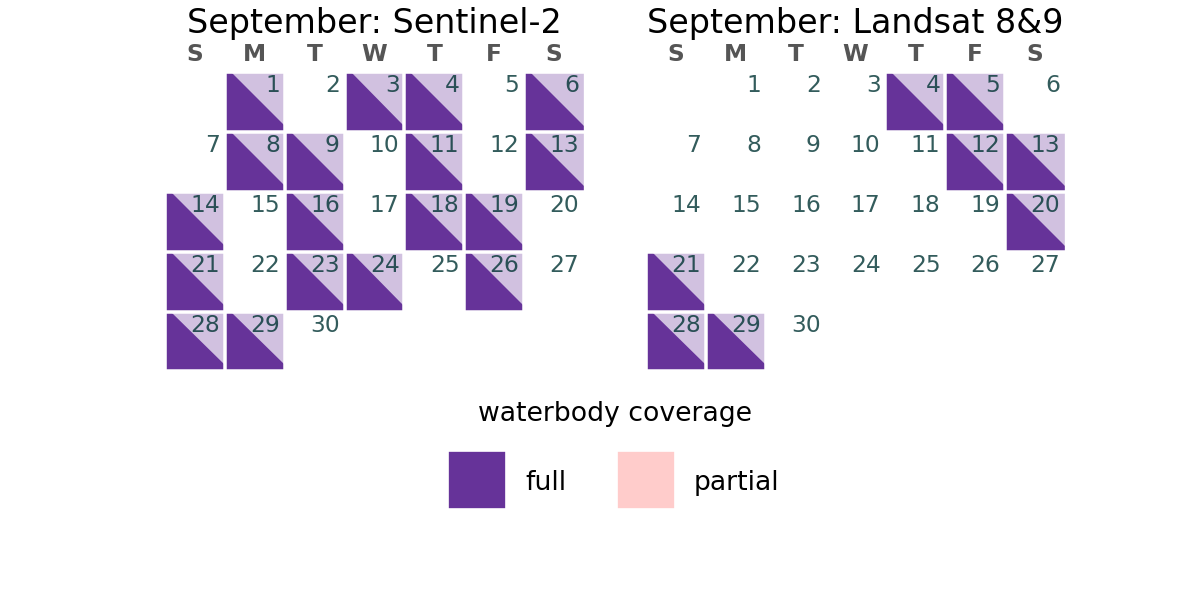 September: Sentinel-2
S M T W T F S
1 2 3 4 5 6
7 8 9 10 11 12 13
14 15 16 17 18 19 20
21 22 23 24 25 26 27
28 29 30
September: Landsat 8&9
S M T W T F S
1 2 3 4 5 6
7 8 9 10 11 12 13
14 15 16 17 18 19 20
21 22 23 24 25 26 27
28 29 30
waterbody coverage
full partial